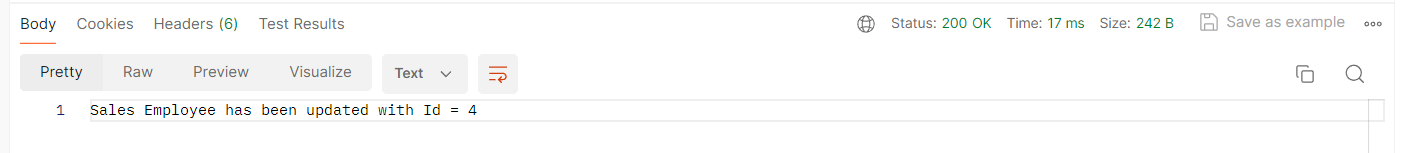 Body Cookies Headers (6) Test Results Status: 200 OK Time: 17 ms Size: 242 B Save as example
Pretty Raw Preview Visualize Text
1 Sales Employee has been updated with Id = 4